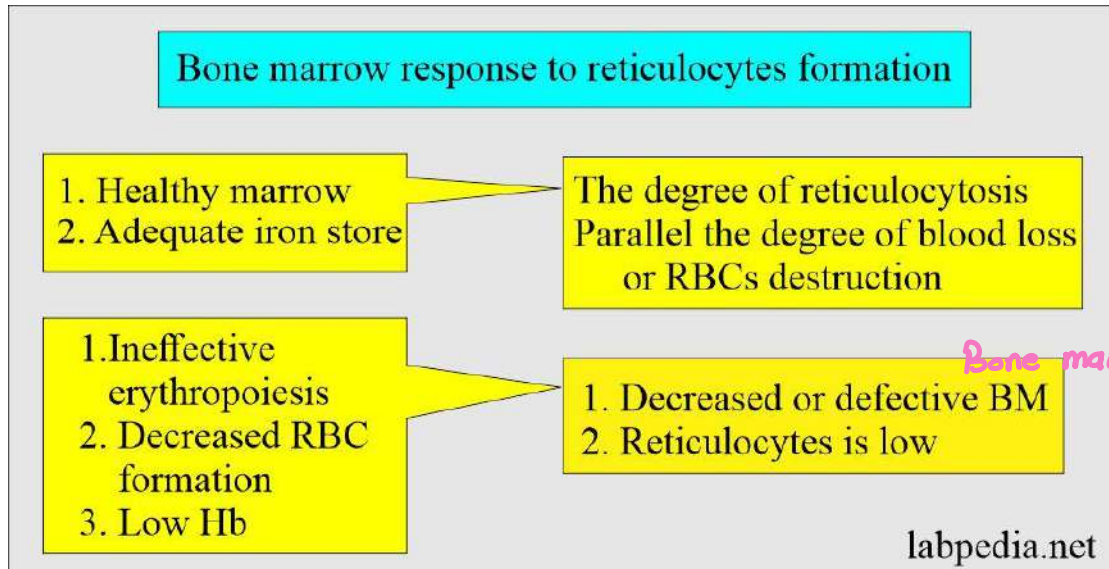 Bone marrow response to reticulocytes formation
1. Healthy marrow
2. Adequate iron store
The degree of reticulocytosis
Parallel the degree of blood loss
or RBCs destruction
1.Ineffective
erythropoiesis
2. Decreased RBC
formation
3. Low Hb
Bone
1. Decreased or defective BM
2. Reticulocytes is low
labpedia.net